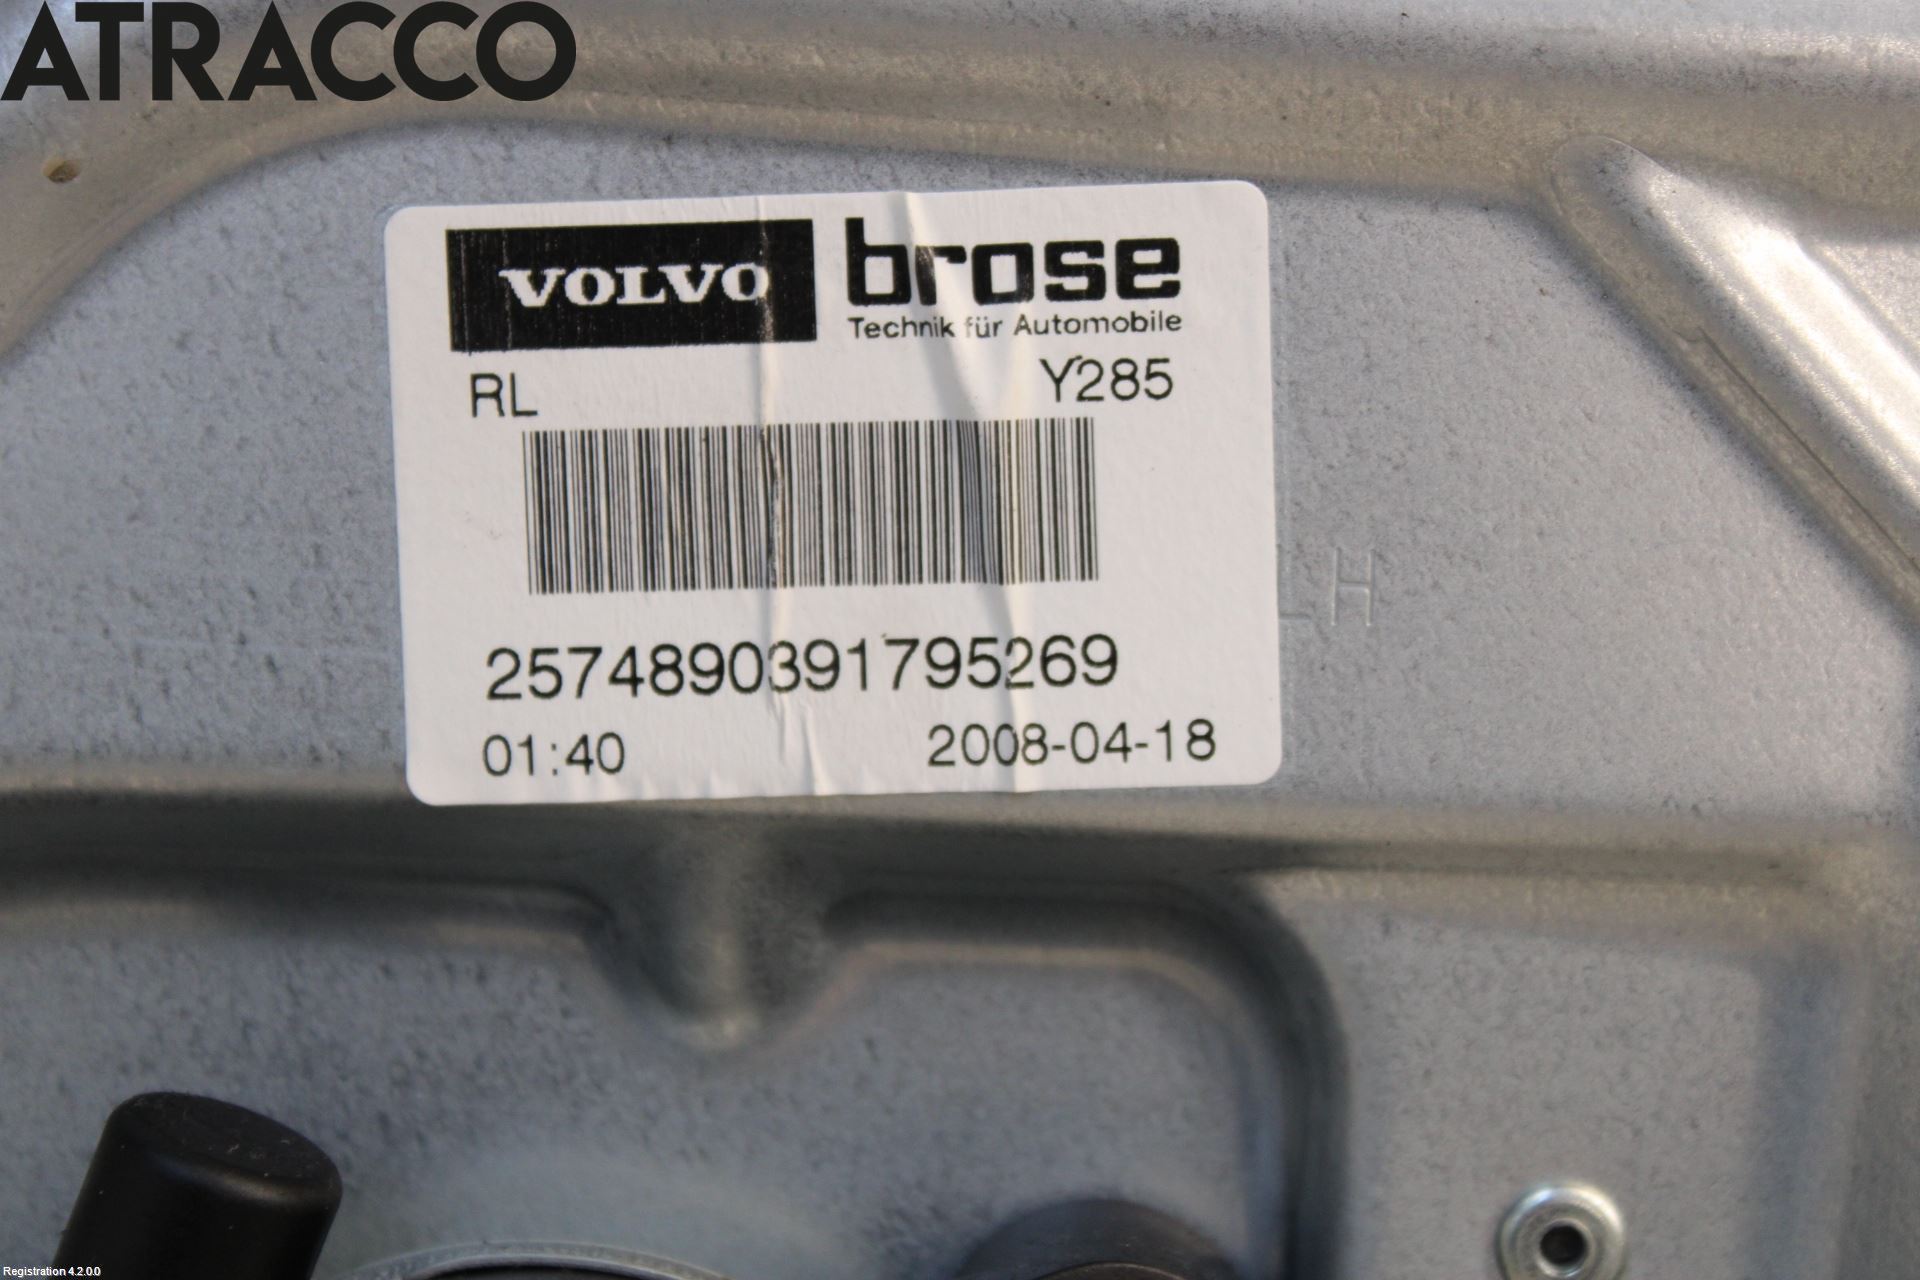 ATRACCO
VOLVO brose
Technik für Automobile
RL Y285
2574890391795269
LH
01:40 2008-04-18
Registration 4.2.0.0